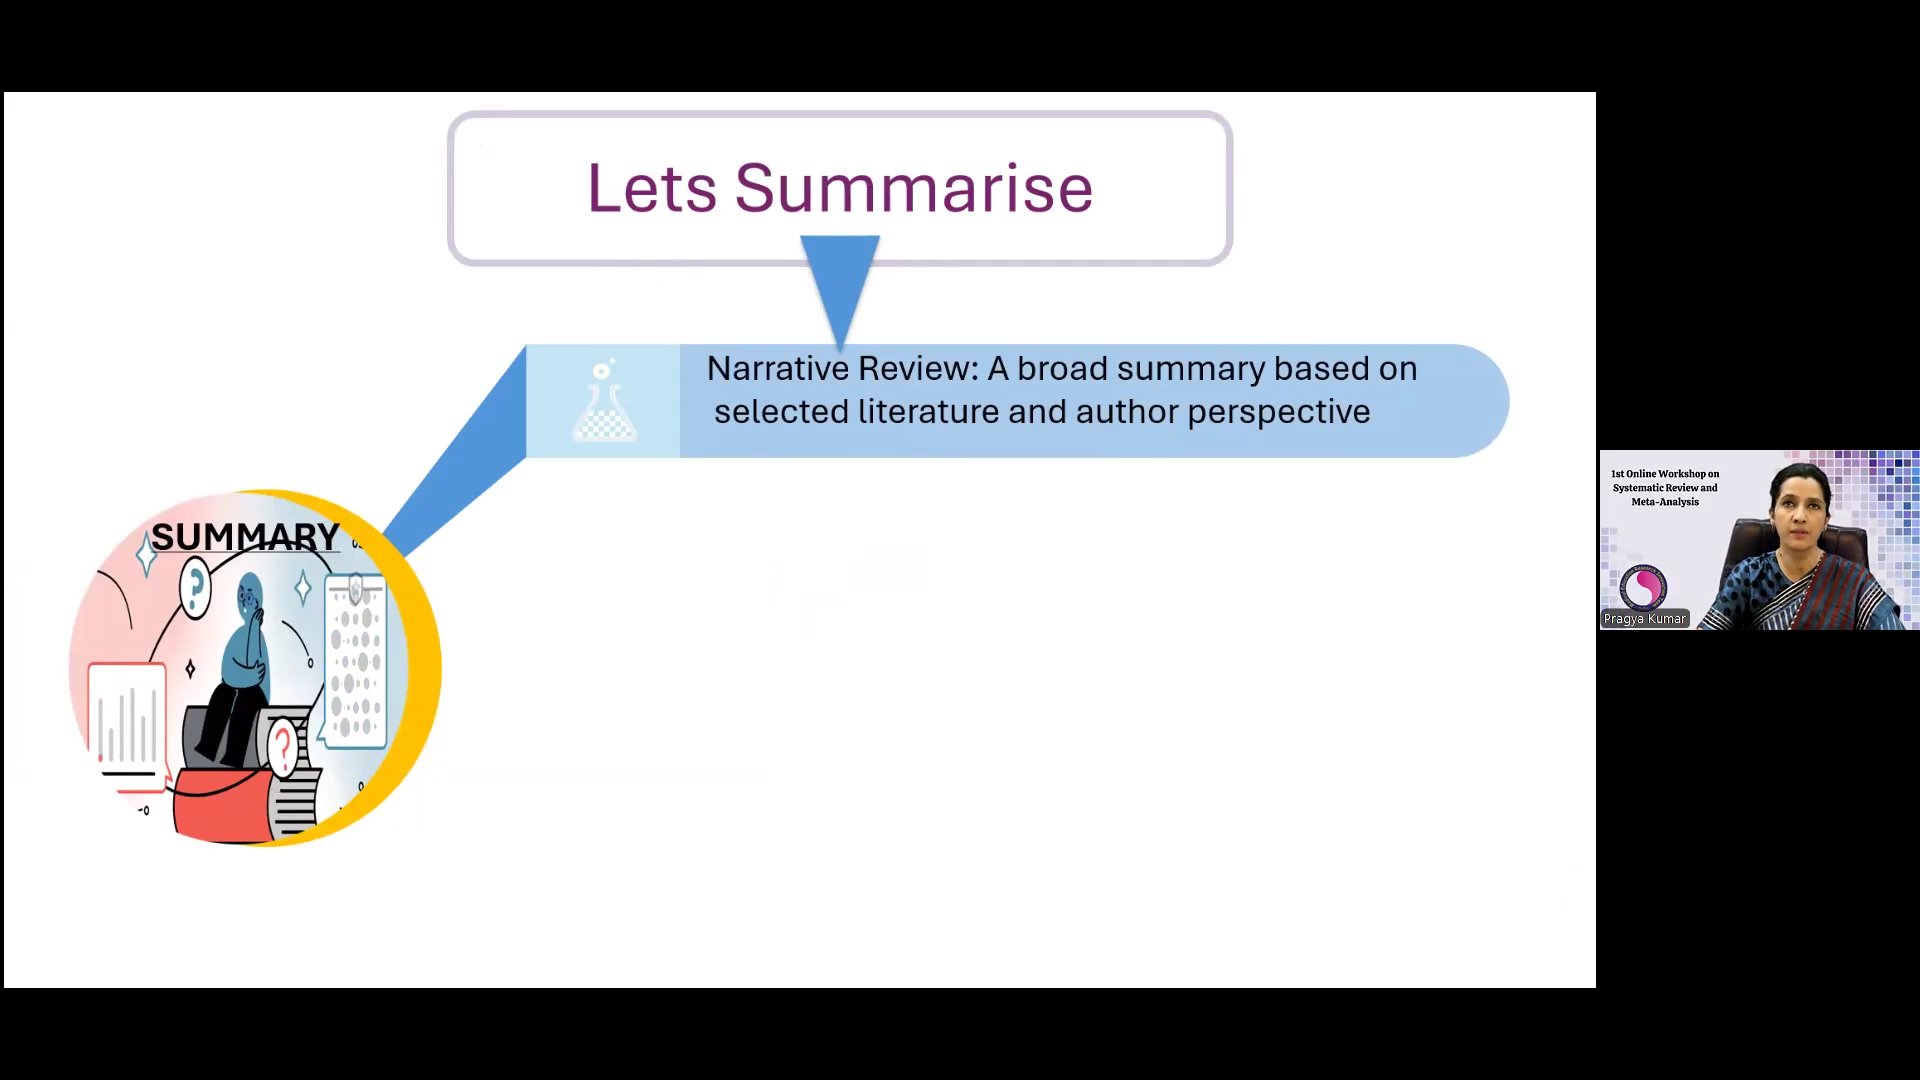 Lets Summarise
Narrative Review: A broad summary based on
selected literature and author perspective
SUMMARY
?
?
1st Online Workshop on
Systematic Review and
Meta-Analysis
Pragya Kumar